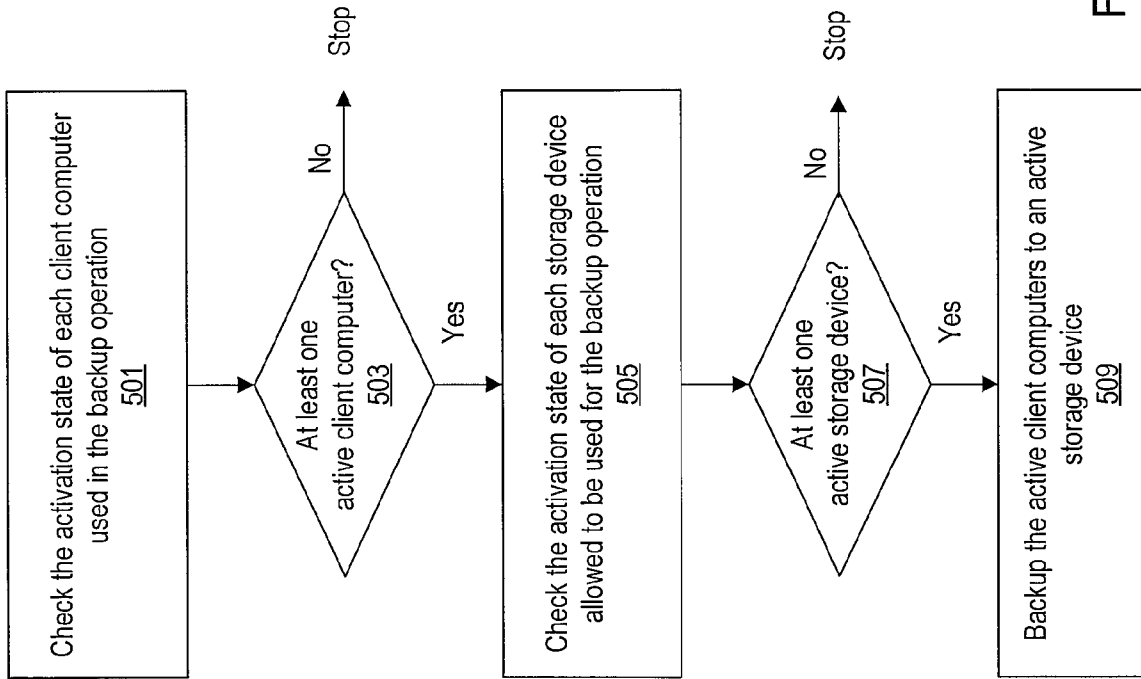 Check the activation state of each client computer
used in the backup operation
501
At least one
active client computer?
503
No
Stop
Yes
Check the activation state of each storage device
allowed to be used for the backup operation
505
At least one
active storage device?
507
No
Stop
Yes
Backup the active client computers to an active
storage device
509
F